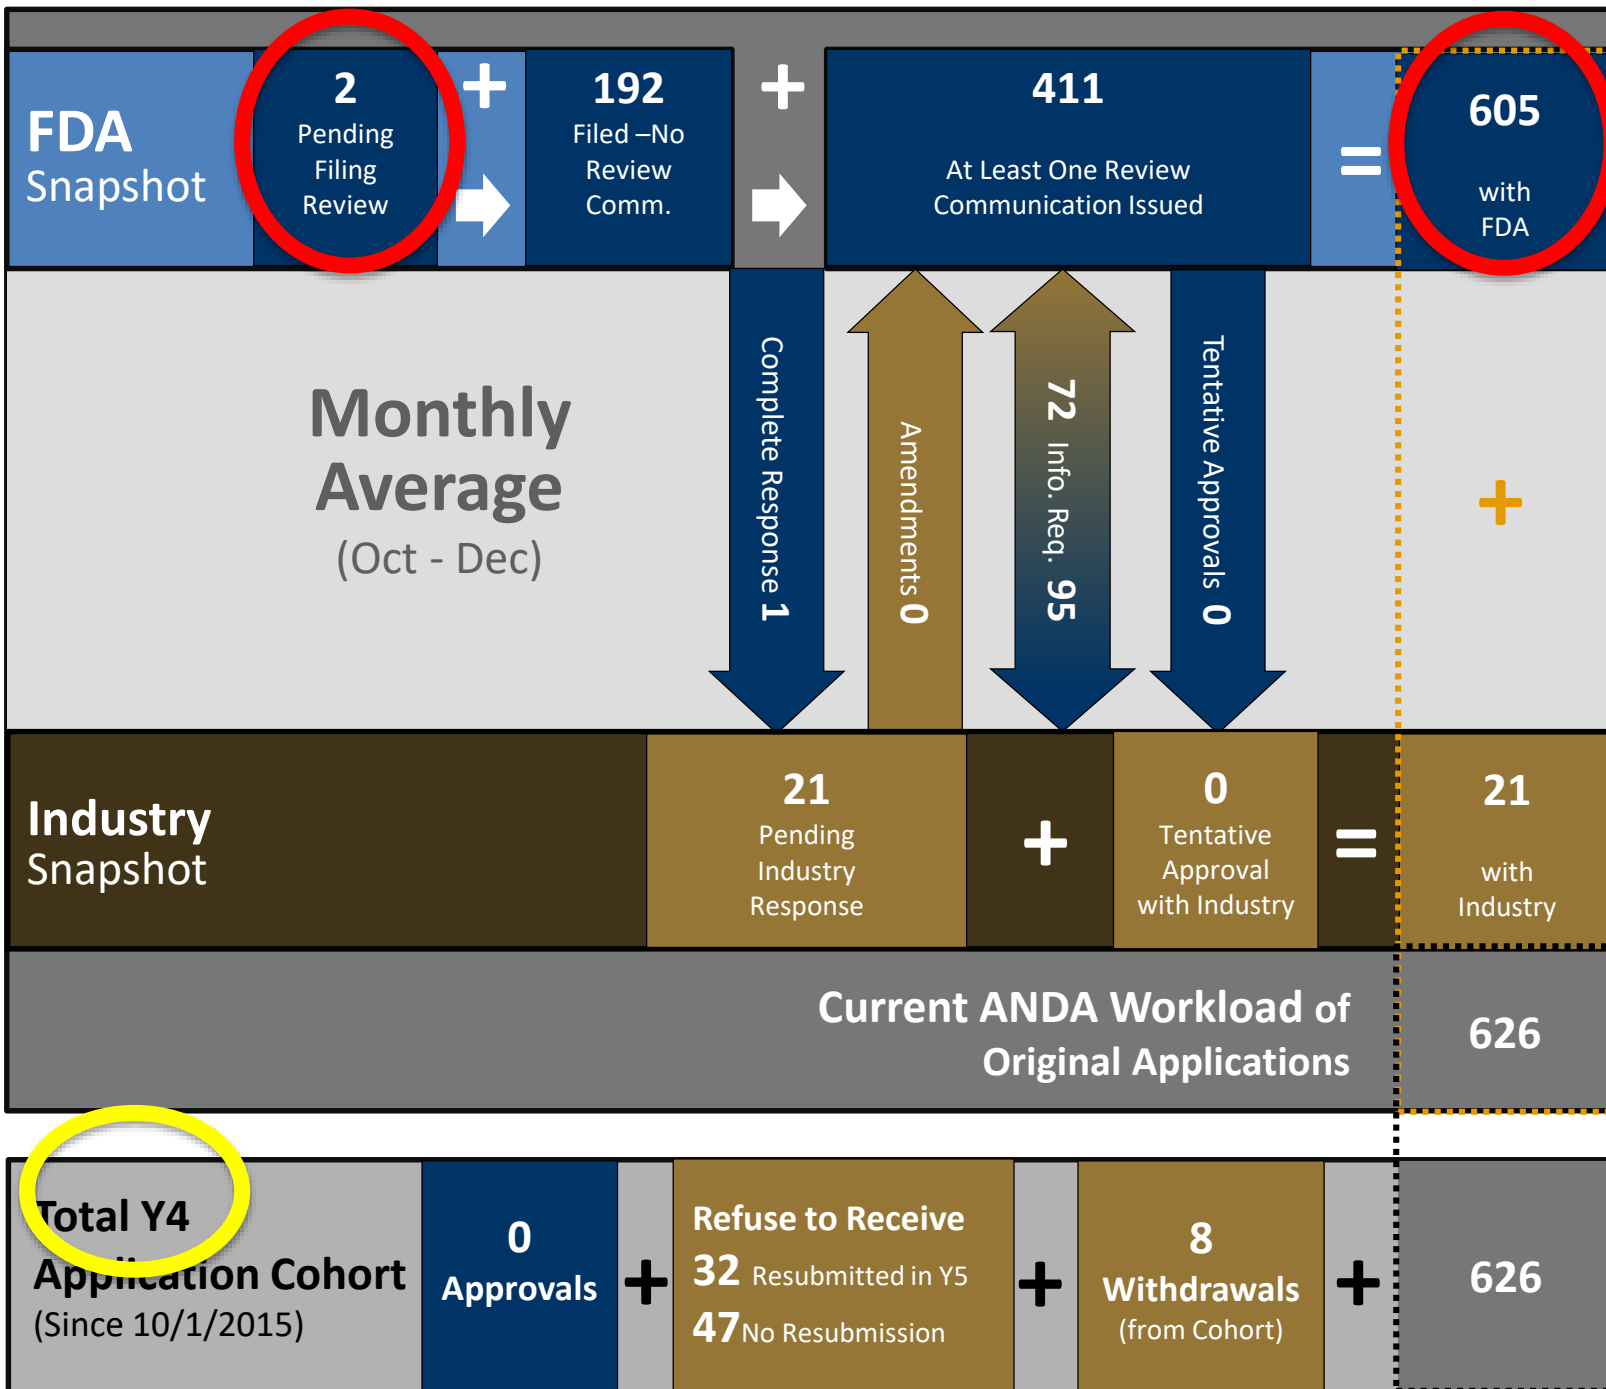 FDA
Snapshot
2
Pending
Filing
Review
+
192
Filed –No
Review
Comm.
+
411
At Least One Review
Communication Issued
=
605
with
FDA
Monthly
Average
(Oct - Dec)
Complete Response 1
Amendments 0
72 Info. Req. 95
Tentative Approvals 0
+
Industry
Snapshot
21
Pending
Industry
Response
+
0
Tentative
Approval
with Industry
=
21
with
Industry
Current ANDA Workload of
Original Applications
626
Total Y4
Application Cohort
(Since 10/1/2015)
0
Approvals
+
Refuse to Receive
32 Resubmitted in Y5
47 No Resubmission
+
8
Withdrawals
(from Cohort)
+
626